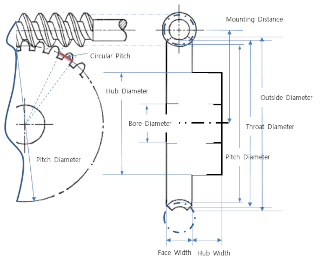 Mounting Distance
Circular Pitch
Hub Diameter
Outside Diameter
Bore Diameter
Throat Diameter
Pitch Diameter
Pitch Diameter
Face Width
Hub Width